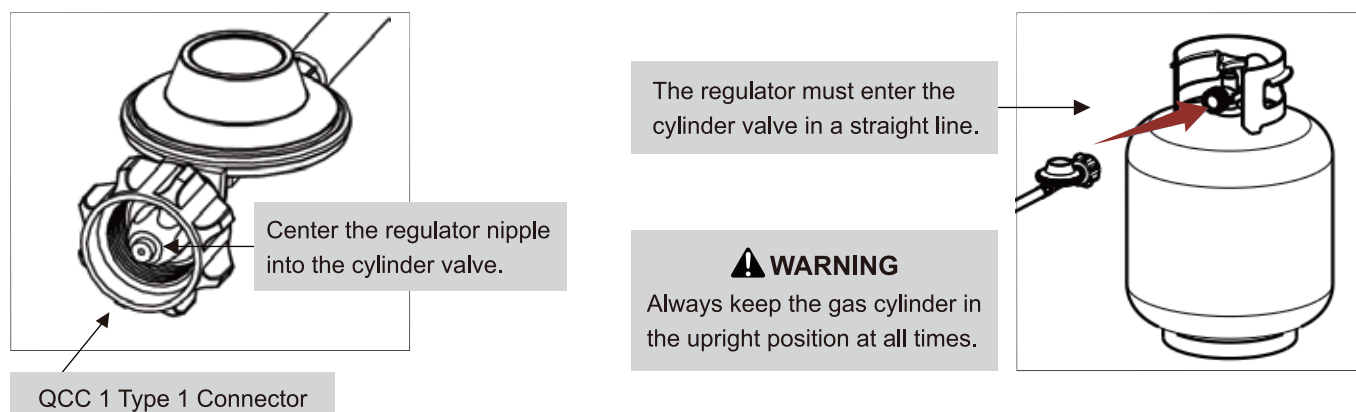 Center the regulator nipple
into the cylinder valve.
QCC 1 Type 1 Connector
The regulator must enter the
cylinder valve in a straight line.
WARNING
Always keep the gas cylinder in
the upright position at all times.